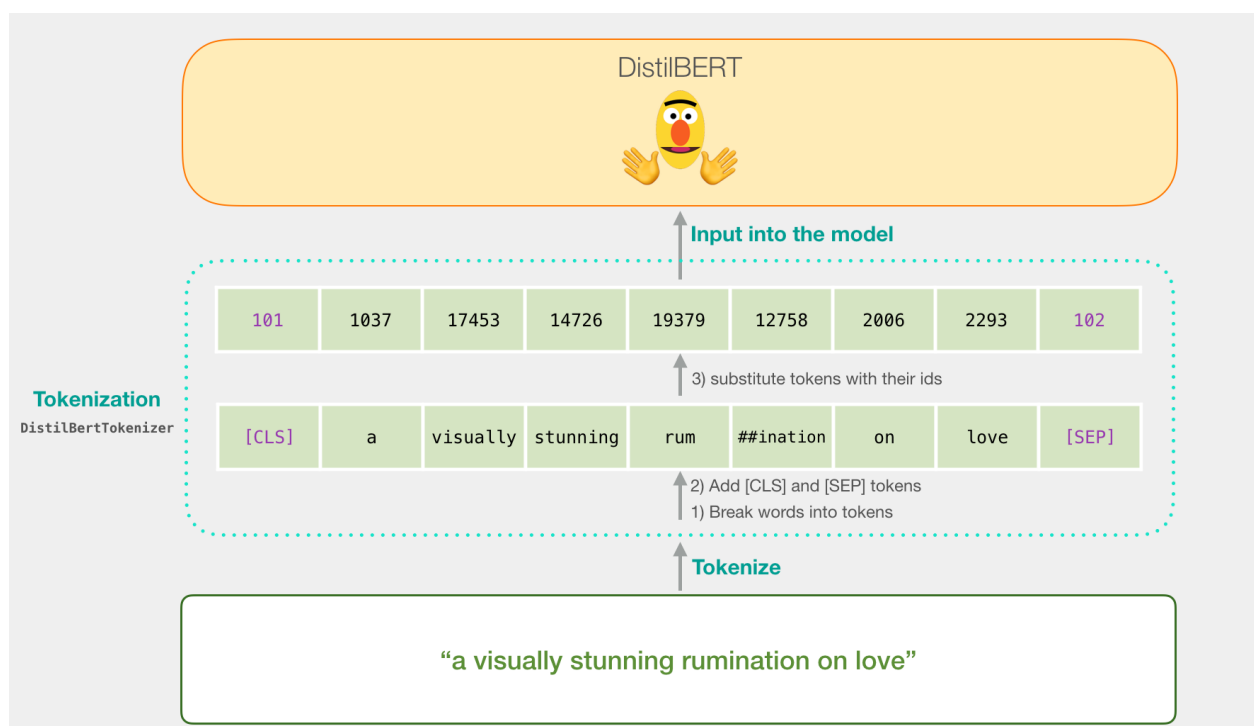 DistilBERT
Input into the model
101 1037 17453 14726 19379 12758 2006 2293 102
3) substitute tokens with their ids
Tokenization
DistilBertTokenizer
[CLS] a visually stunning rum ##ination on love [SEP]
2) Add [CLS] and [SEP] tokens
1) Break words into tokens
Tokenize
“a visually stunning rumination on love”